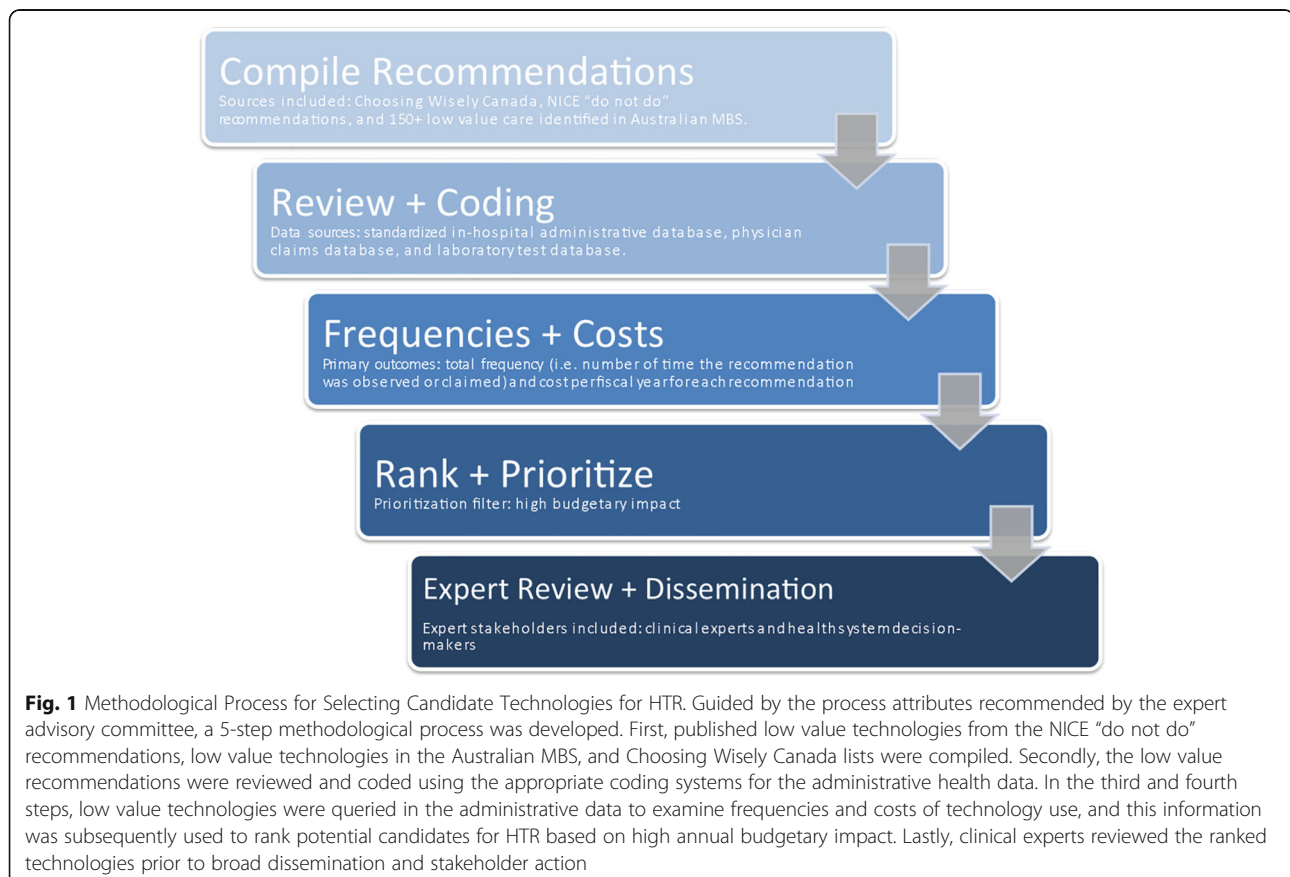 Compile Recommendations
Sources included: Choosing Wisely Canada, NICE “do not do”
recommendations, and 150+ low value care identified in Australian MBS.
Review + Coding
Data sources: standardized in-hospital administrative database, physician
claims database, and laboratory test database.
Frequencies + Costs
Primary outcomes: total frequency (i.e. number of time the recommendation
was observed or claimed) and cost per fiscal year for each recommendation
Rank + Prioritize
Prioritization filter: high budgetary impact
Expert Review + Dissemination
Expert stakeholders included: clinical experts and health system decision-
makers
Fig. 1 Methodological Process for Selecting Candidate Technologies for HTR. Guided by the process attributes recommended by the expert
advisory committee, a 5-step methodological process was developed. First, published low value technologies from the NICE “do not do”
recommendations, low value technologies in the Australian MBS, and Choosing Wisely Canada lists were compiled. Secondly, the low value
recommendations were reviewed and coded using the appropriate coding systems for the administrative health data. In the third and fourth
steps, low value technologies were queried in the administrative data to examine frequencies and costs of technology use, and this information
was subsequently used to rank potential candidates for HTR based on high annual budgetary impact. Lastly, clinical experts reviewed the ranked
technologies prior to broad dissemination and stakeholder action